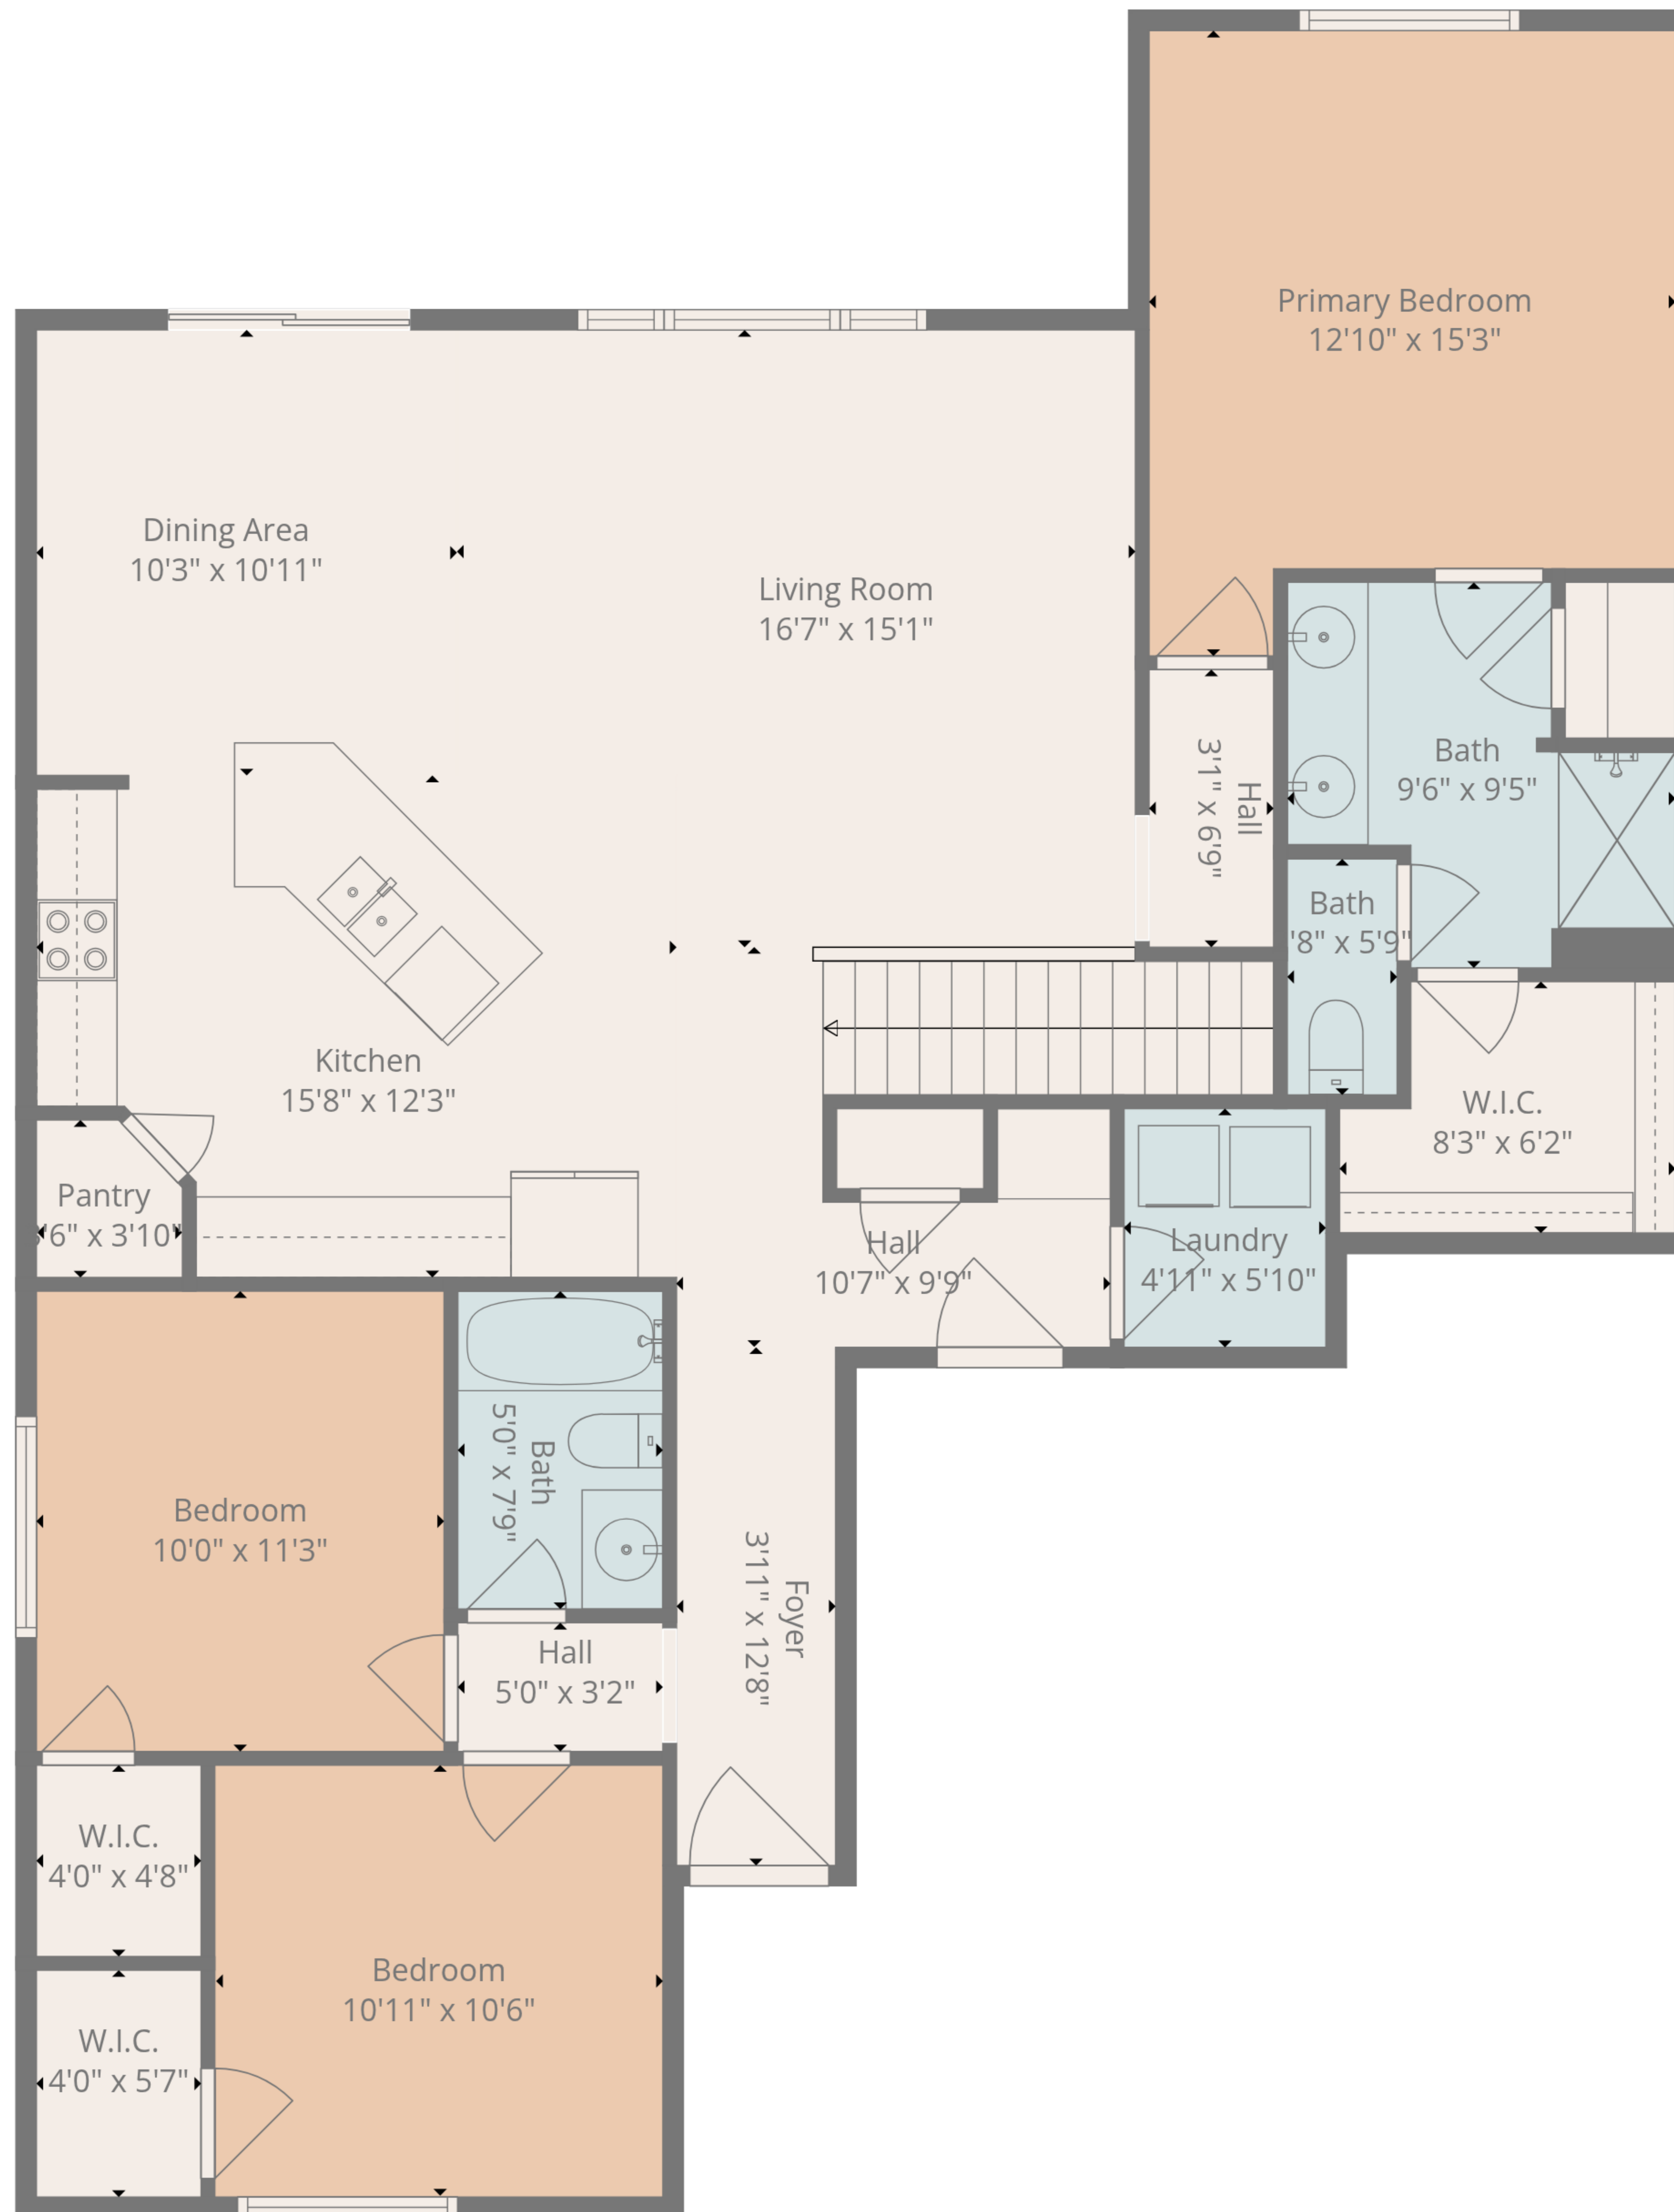 Primary Bedroom
12'10" x 15'3"
Dining Area
10'3" x 10'11"
Living Room
16'7" x 15'1"
Hall
3'1" x 6'9"
Bath
9'6" x 9'5"
Bath
'8" x 5'9"
Kitchen
15'8" x 12'3"
W.I.C.
8'3" x 6'2"
Pantry
'6" x 3'10"
Hall
10'7" x 9'9"
Laundry
4'11" x 5'10"
Bath
5'0" x 7'9"
Bedroom
10'0" x 11'3"
Foyer
3'11" x 12'8"
Hall
5'0" x 3'2"
W.I.C.
4'0" x 4'8"
Bedroom
10'11" x 10'6"
W.I.C.
4'0" x 5'7"